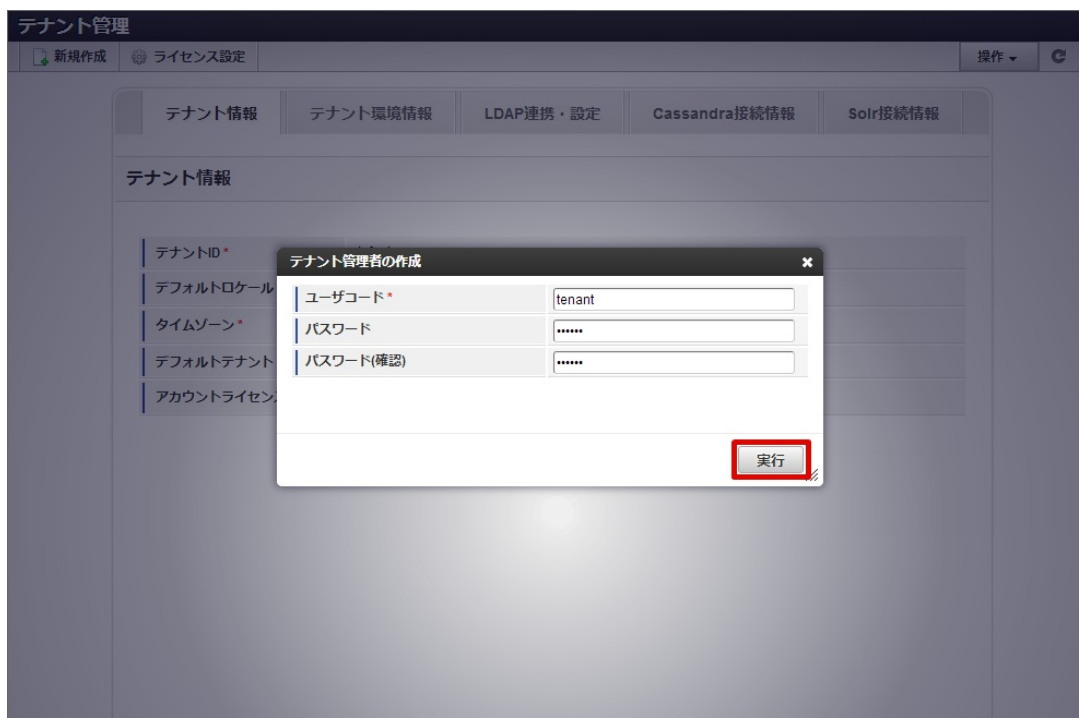 テナント管理
新規作成 ライセンス設定 操作
テナント情報 テナント環境情報 LDAP連携・設定 Cassandra接続情報 Solr接続情報
テナント情報
テナントID *
デフォルトロケール
タイムゾーン *
デフォルトテナント
アカウントライセンス
テナント管理者の作成
ユーザコード * tenant
パスワード ••••••
パスワード(確認) ••••••
実行